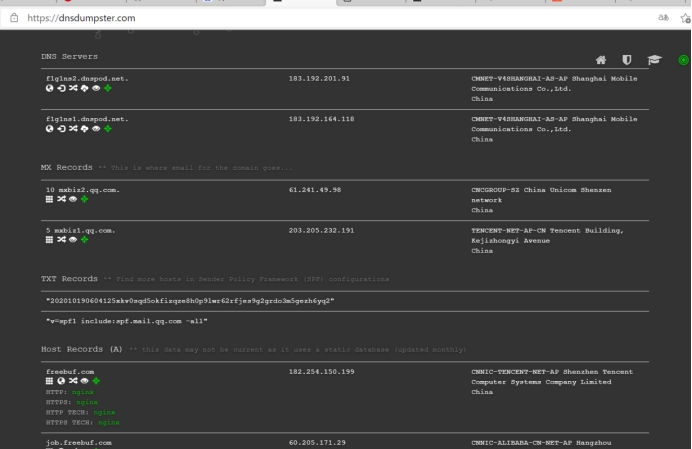 https://dnsdumpster.com
DNS Servers
f1g1ns2.dnspod.net.
183.192.201.91
CMNET-V4SHANGHAI-AS-AP Shanghai Mobile
Communications Co.,Ltd.
China
f1g1ns1.dnspod.net.
183.192.164.118
CMNET-V4SHANGHAI-AS-AP Shanghai Mobile
Communications Co.,Ltd.
China
MX Records ** This is where email for the domain goes...
10 mxbiz2.qq.com.
61.241.49.98
CNCGROUP-SZ China Unicom Shenzen
network
China
5 mxbiz1.qq.com.
203.205.232.191
TENCENT-NET-AP-CN Tencent Building,
Kejizhongyi Avenue
China
TXT Records ** Find more hosts in Sender Policy Framework (SPF) configurations
"v=spf1 include:spf.mail.qq.com -all"
Host Records (A) ** this data may not be current as it uses a static database (updated monthly)
freebuf.com
182.254.150.199
CNNIC-TENCENT-NET-AP Shenzhen Tencent
Computer Systems Company Limited
China
HTTP: nginx
HTTPS: nginx
HTTP TECH: nginx
HTTPS TECH: nginx
job.freebuf.com
60.205.171.29
CNNIC-ALIBABA-CN-NET-AP Hangzhou